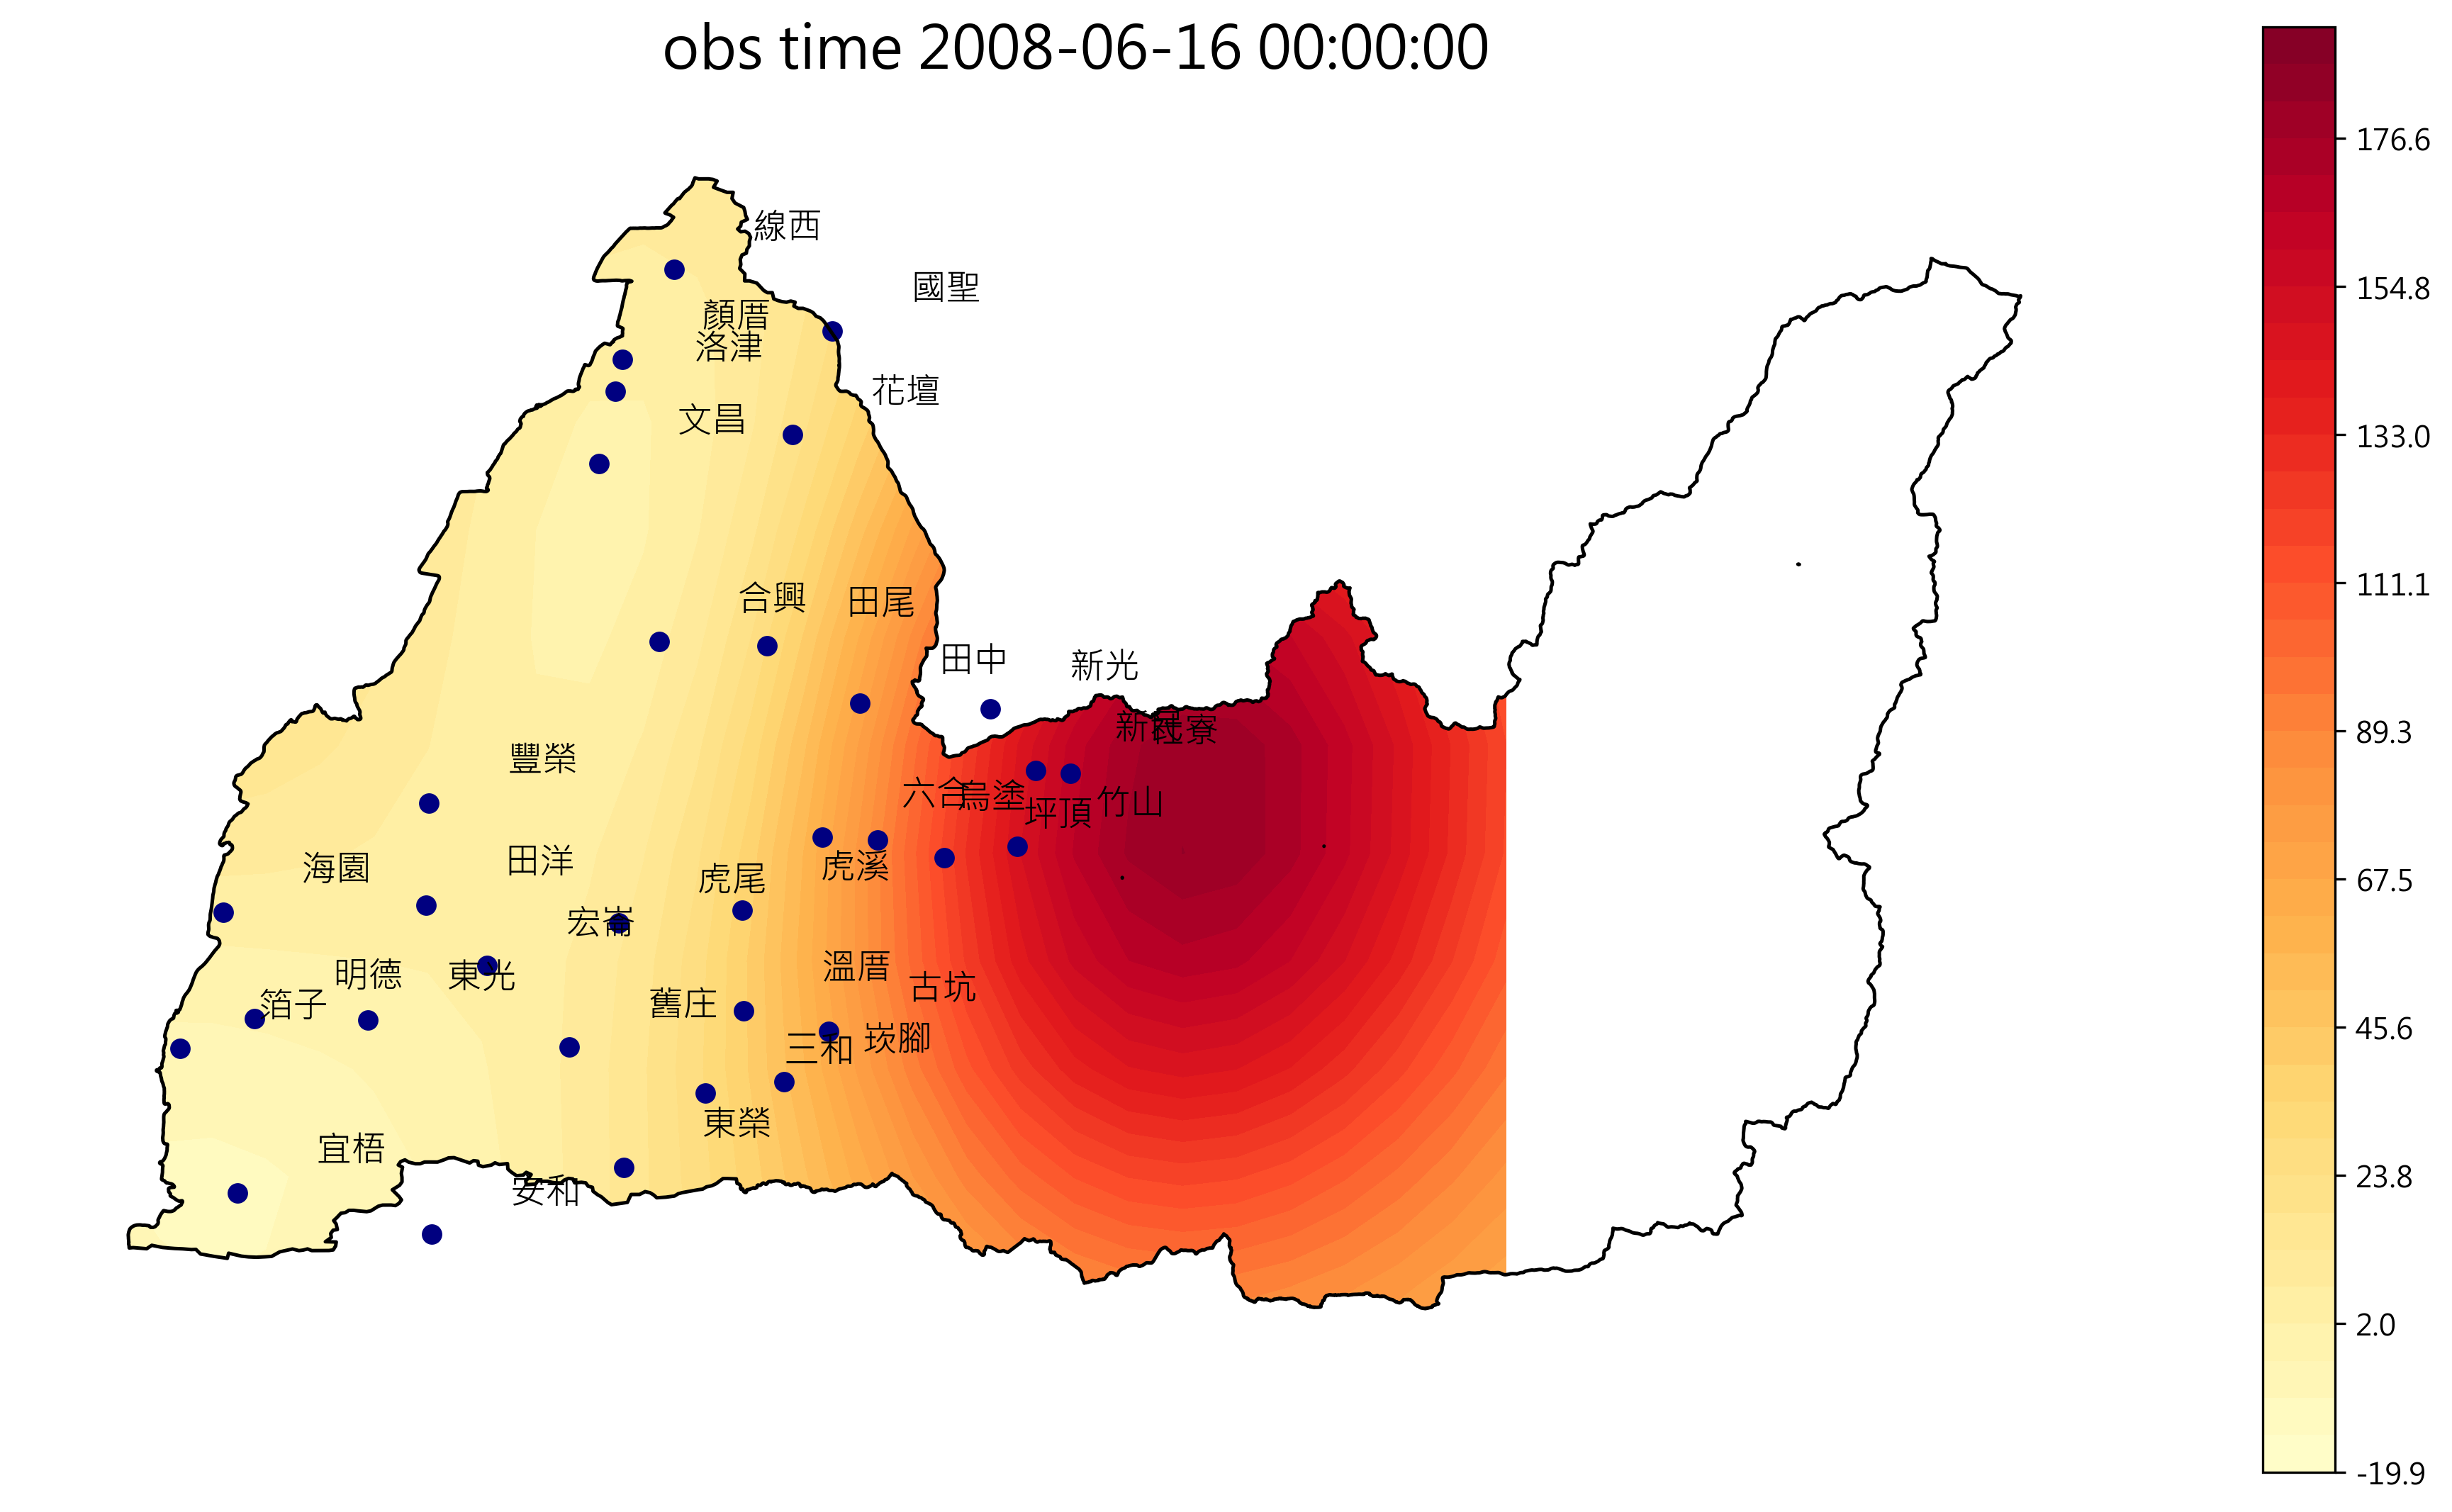 obs time 2008-06-16 00:00:00
線西
國聖
顏厝
洛津
花壇
文昌
合興
田尾
田中
新光
新民
社寮
豐榮
六合
烏塗
坪頂
竹山
海園
田洋
虎尾
虎溪
宏崙
明德
東光
溫厝
古坑
箔子
舊庄
三和
崁腳
東榮
宜梧
安和
176.6
154.8
133.0
111.1
89.3
67.5
45.6
23.8
2.0
-19.9